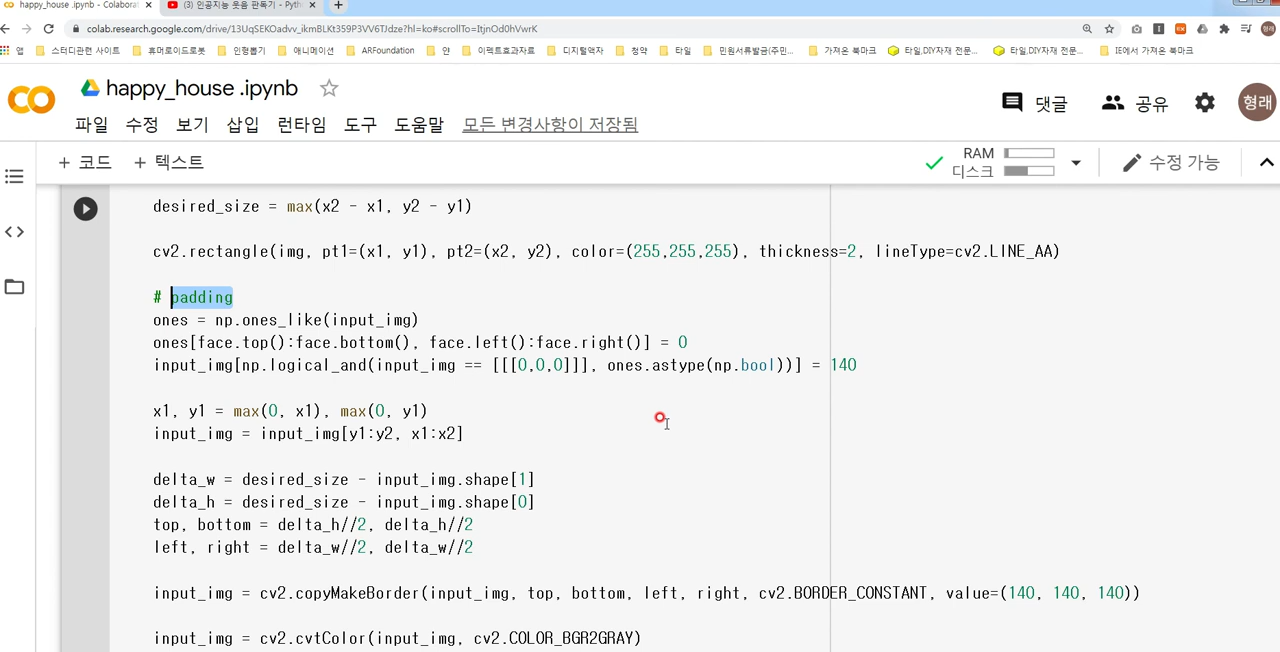 happy_house .ipynb - Colaborat
(3) 인공지능 웃음 판독기 - Pyth
colab.research.google.com/drive/13UqSEKOadvv_ikmBLKt359P3VV6TJdze?hl=ko#scrollTo=ItjnOd0hVwrK
앱 스터디관련 사이트 휴머로이드로봇 인형뽑기 애니메이션 ARFoundation 얀 이펙트효과자료 디지털액자 청약 타일 민원서류발급(주민... 가져온 북마크 타일,DIY자재 전문... 타일,DIY자재 전문... IE에서 가져온 북마크
happy_house .ipynb
댓글 공유 형래
파일 수정 보기 삽입 런타임 도구 도움말 모든 변경사항이 저장됨
+ 코드 + 텍스트
RAM
디스크
수정 가능
desired_size = max(x2 - x1, y2 - y1)
cv2.rectangle(img, pt1=(x1, y1), pt2=(x2, y2), color=(255,255,255), thickness=2, lineType=cv2.LINE_AA)
# padding
ones = np.ones_like(input_img)
ones[face.top():face.bottom(), face.left():face.right()] = 0
input_img[np.logical_and(input_img == [[[0,0,0]]], ones.astype(np.bool))] = 140
x1, y1 = max(0, x1), max(0, y1)
input_img = input_img[y1:y2, x1:x2]
delta_w = desired_size - input_img.shape[1]
delta_h = desired_size - input_img.shape[0]
top, bottom = delta_h//2, delta_h//2
left, right = delta_w//2, delta_w//2
input_img = cv2.copyMakeBorder(input_img, top, bottom, left, right, cv2.BORDER_CONSTANT, value=(140, 140, 140))
input_img = cv2.cvtColor(input_img, cv2.COLOR_BGR2GRAY)